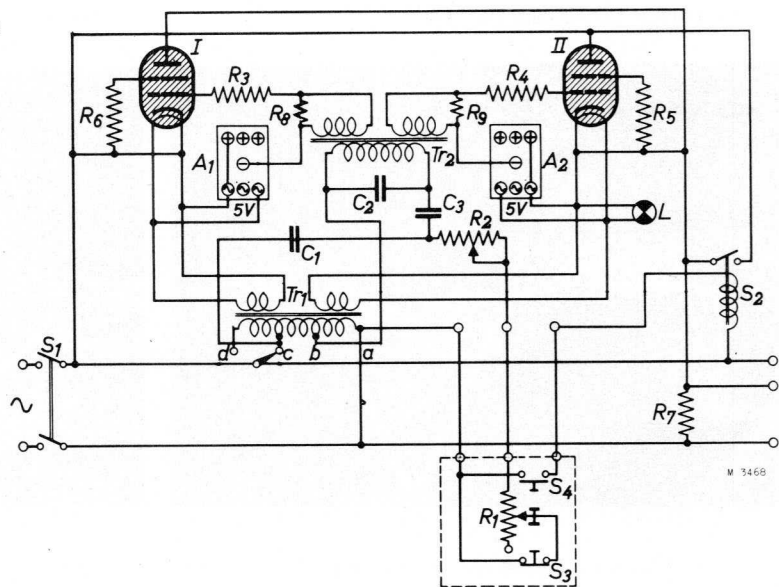 I
II
R3
R4
R6
R8
R9
R5
A1
Tr2
A2
5V
C2
C3
5V
L
C1
R2
Tr1
S2
S1
d
c
b
a
~
R7
M 3468
S4
R1
S3